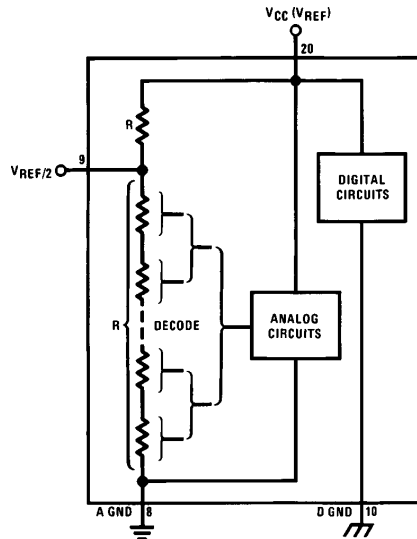 VCC (VREF)
20
R
9
VREF/2
DIGITAL
CIRCUITS
R
DECODE
ANALOG
CIRCUITS
A GND
8
D GND
10